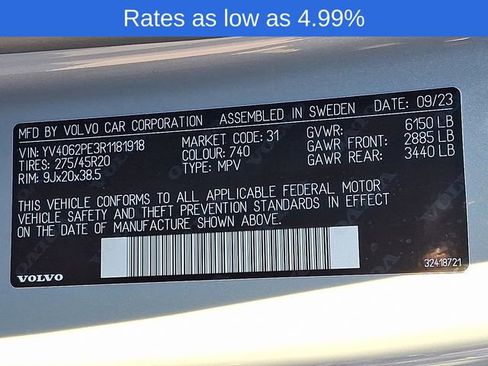 Rates as low as 4.99%
MFD BY VOLVO CAR CORPORATION ASSEMBLED IN SWEDEN DATE: 09/23
VIN: YV4062PE3R1181918 MARKET CODE: 31 GVWR: 6150 LB
TIRES: 275/45R20 COLOUR: 740 GAWR FRONT: 2885 LB
RIM: 9Jx20x38.5 TYPE: MPV GAWR REAR: 3440 LB
THIS VEHICLE CONFORMS TO ALL APPLICABLE FEDERAL MOTOR
VEHICLE SAFETY AND THEFT PREVENTION STANDARDS IN EFFECT
ON THE DATE OF MANUFACTURE SHOWN ABOVE.
VOLVO 32418721